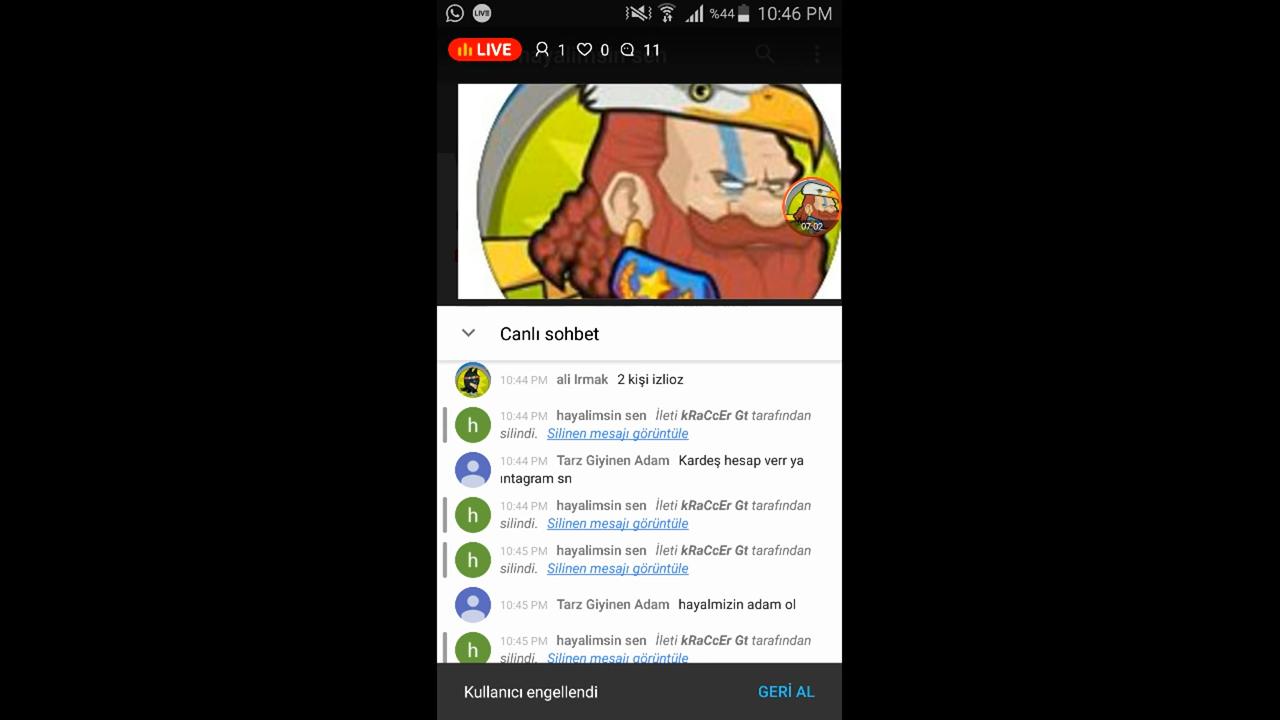 LIVE %44 10:46 PM
LIVE 1 0 11
hayalimsin sen
07:02
Canlı sohbet
10:44 PM ali Irmak 2 kişi izlioz
h 10:44 PM hayalimsin sen İleti kRaCcEr Gt tarafından
silindi. Silinen mesajı görüntüle
10:44 PM Tarz Giyinen Adam Kardeş hesap verr ya
ıntagram sn
h 10:44 PM hayalimsin sen İleti kRaCcEr Gt tarafından
silindi. Silinen mesajı görüntüle
h 10:45 PM hayalimsin sen İleti kRaCcEr Gt tarafından
silindi. Silinen mesajı görüntüle
10:45 PM Tarz Giyinen Adam hayalmizin adam ol
h 10:45 PM hayalimsin sen İleti kRaCcEr Gt tarafından
silindi. Silinen mesajı görüntüle
Kullanıcı engellendi GERİ AL